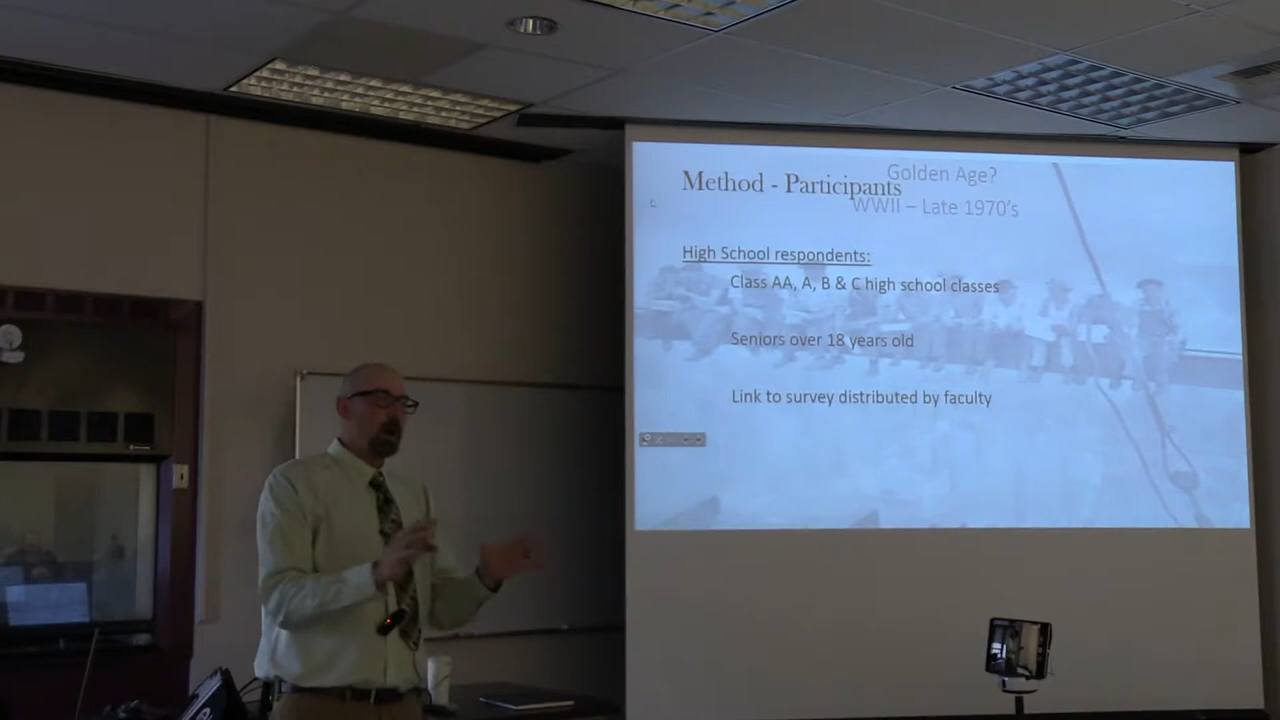 Golden Age?
Method - Participants
WWII – Late 1970's
High School respondents:
Class AA, A, B & C high school classes
Seniors over 18 years old
Link to survey distributed by faculty